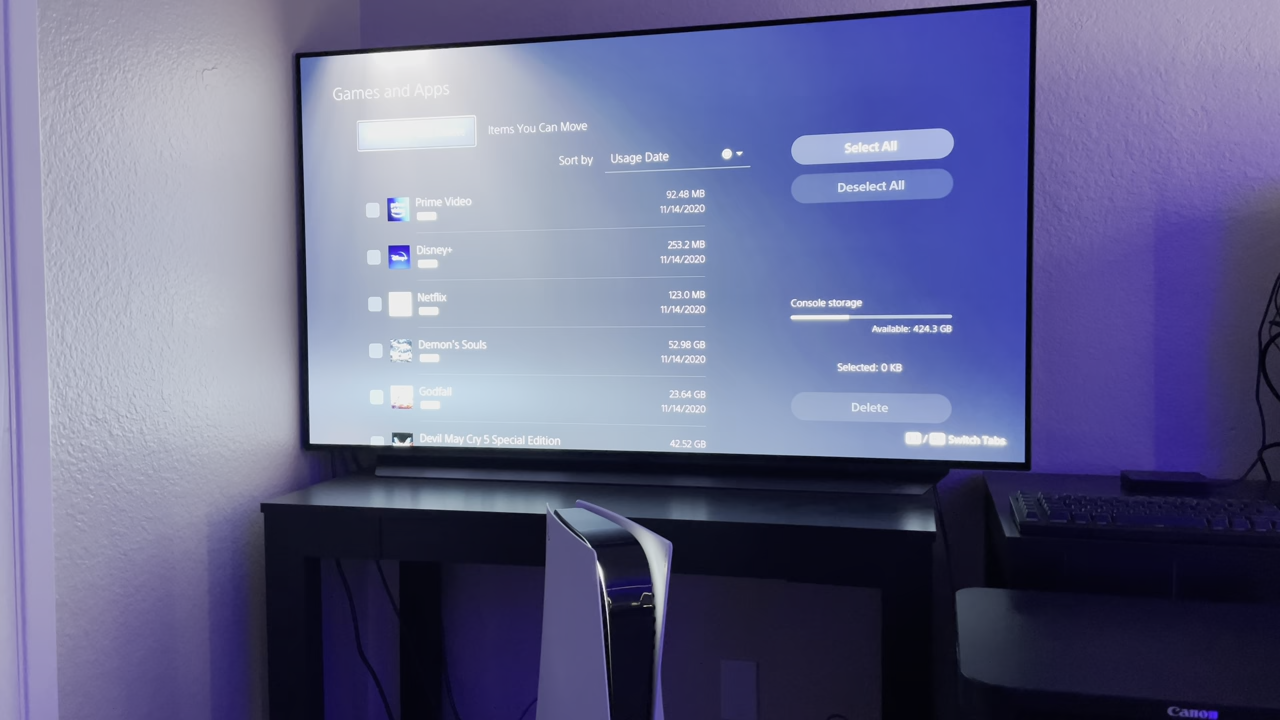 Games and Apps
Items You Can Move
Sort by Usage Date
Select All
Deselect All
Prime Video 92.48 MB
11/14/2020
Disney+ 253.2 MB
11/14/2020
Netflix 123.0 MB
11/14/2020
Demon's Souls 52.98 GB
11/14/2020
Godfall 23.64 GB
11/14/2020
Devil May Cry 5 Special Edition 42.52 GB
Console storage
Available: 424.3 GB
Selected: 0 KB
Delete
/ Switch Tabs
Canon